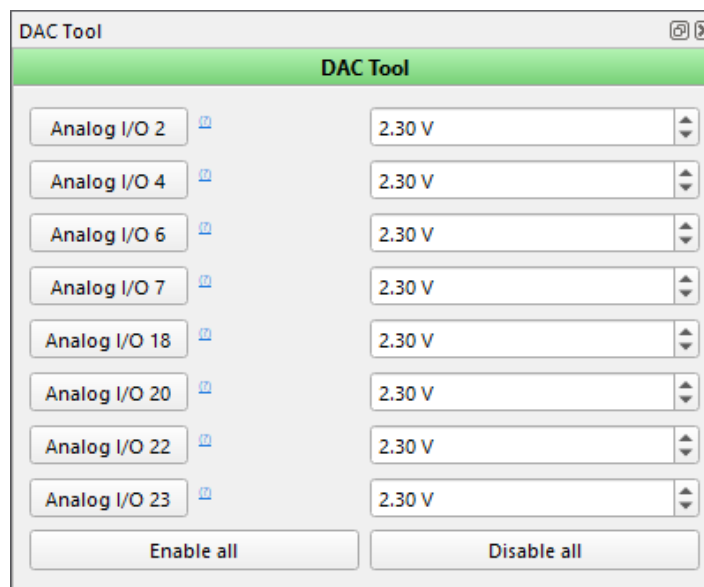 DAC Tool
DAC Tool
Analog I/O 2 (?) 2.30 V
Analog I/O 4 (?) 2.30 V
Analog I/O 6 (?) 2.30 V
Analog I/O 7 (?) 2.30 V
Analog I/O 18 (?) 2.30 V
Analog I/O 20 (?) 2.30 V
Analog I/O 22 (?) 2.30 V
Analog I/O 23 (?) 2.30 V
Enable all Disable all